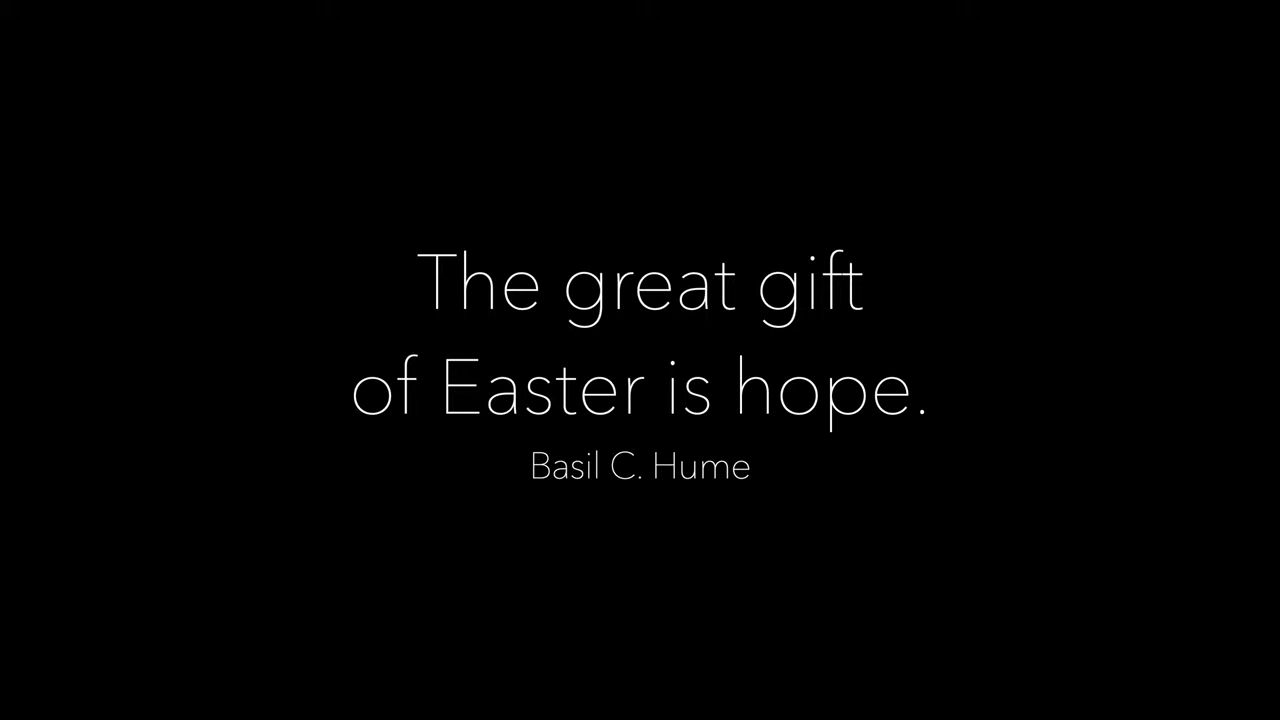 The great gift
of Easter is hope.
Basil C. Hume